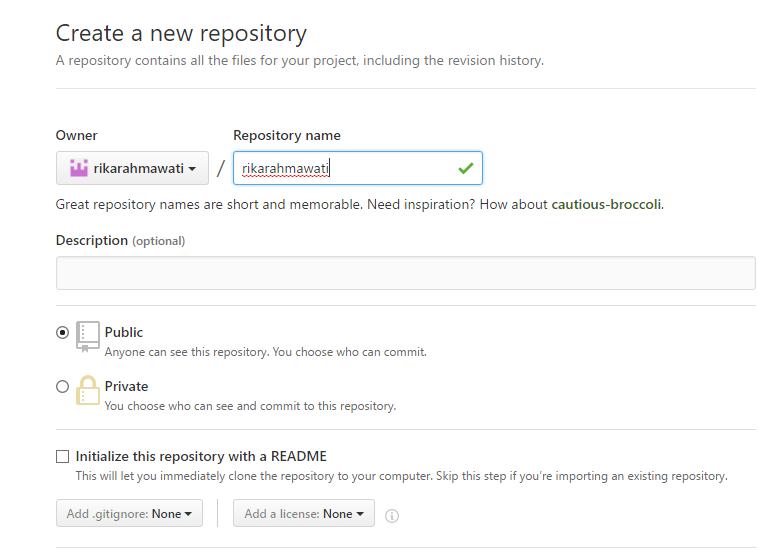 Create a new repository
A repository contains all the files for your project, including the revision history.
Owner
Repository name
rikarahmawati / rikarahmawati
Great repository names are short and memorable. Need inspiration? How about cautious-broccoli.
Description (optional)
Public
Anyone can see this repository. You choose who can commit.
Private
You choose who can see and commit to this repository.
Initialize this repository with a README
This will let you immediately clone the repository to your computer. Skip this step if you're importing an existing repository.
Add .gitignore: None
Add a license: None